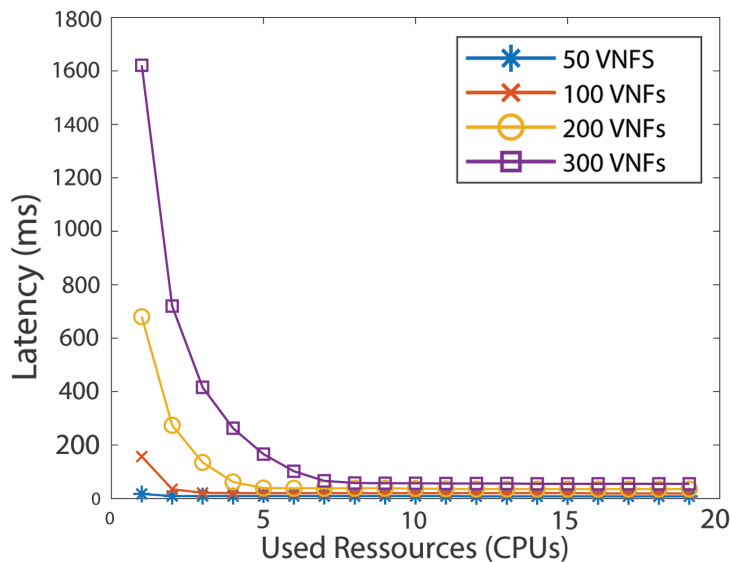 1800
1600
1400
1200
1000
800
600
400
200
0
Latency (ms)
50 VNFS
100 VNFs
200 VNFs
300 VNFs
0 5 10 15 20
Used Ressources (CPUs)